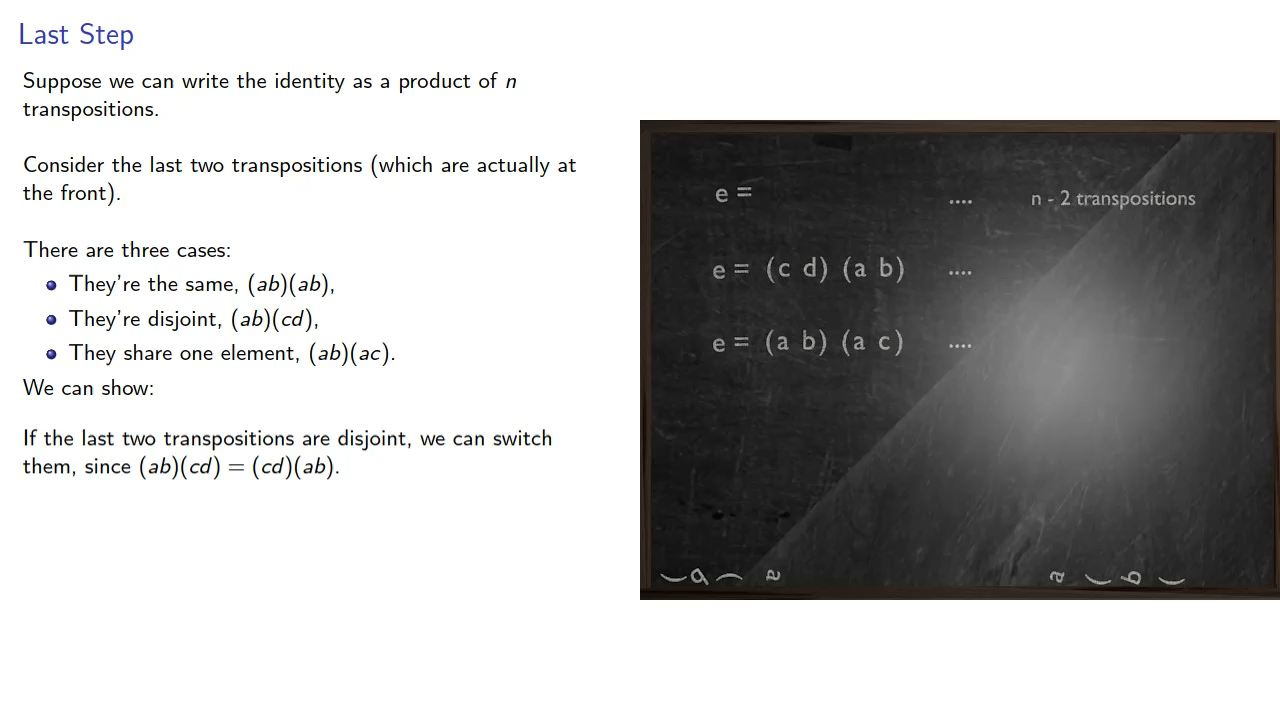 Last Step
Suppose we can write the identity as a product of n
transpositions.
Consider the last two transpositions (which are actually at
the front).
There are three cases:
They're the same, (ab)(ab),
They're disjoint, (ab)(cd),
They share one element, (ab)(ac).
We can show:
If the last two transpositions are disjoint, we can switch
them, since (ab)(cd) = (cd)(ab).
e = .... n - 2 transpositions
e = (c d) (a b) ....
e = (a b) (a c) ....
) b ( a a ( b )